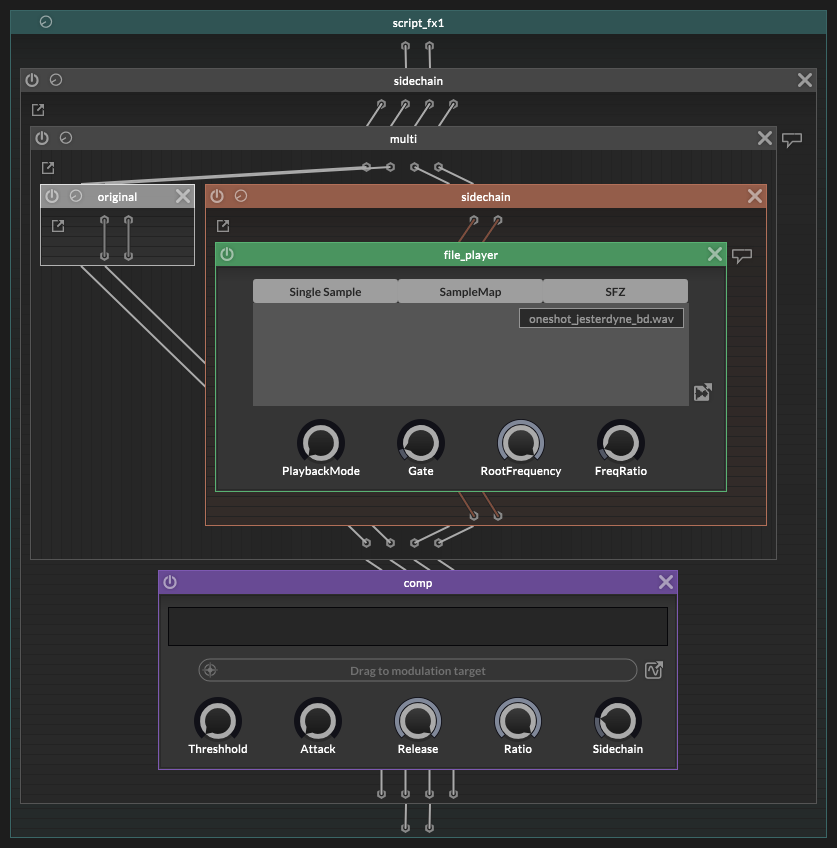 script_fx1
sidechain
multi
original
sidechain
file_player
Single Sample SampleMap SFZ
oneshot_jesterdyne_bd.wav
PlaybackMode Gate RootFrequency FreqRatio
comp
Drag to modulation target
Threshhold Attack Release Ratio Sidechain